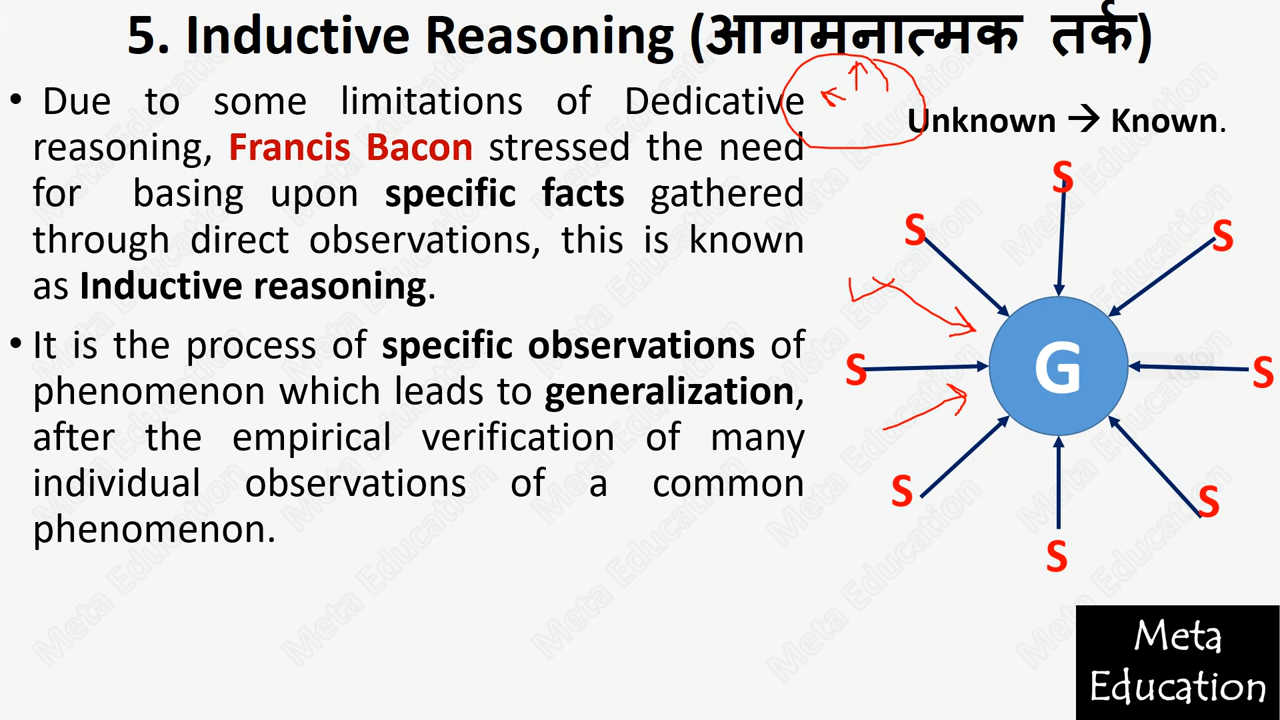 5. Inductive Reasoning (आगमनात्मक तर्क)
• Due to some limitations of Dedicative
reasoning, Francis Bacon stressed the need
for basing upon specific facts gathered
through direct observations, this is known
as Inductive reasoning.
• It is the process of specific observations of
phenomenon which leads to generalization,
after the empirical verification of many
individual observations of a common
phenomenon.
Unknown → Known.
S
S
S
S
G
S
S
S
S
Meta
Education